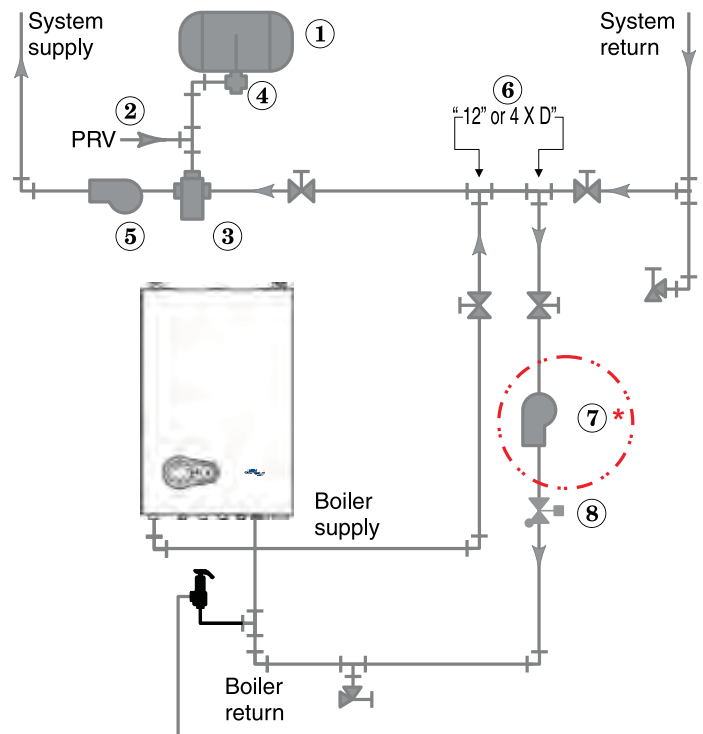 System
supply
1
System
return
2
PRV
4
6
“ 12” or 4 X D”
5
3
7 *
8
Boiler
supply
Boiler
return